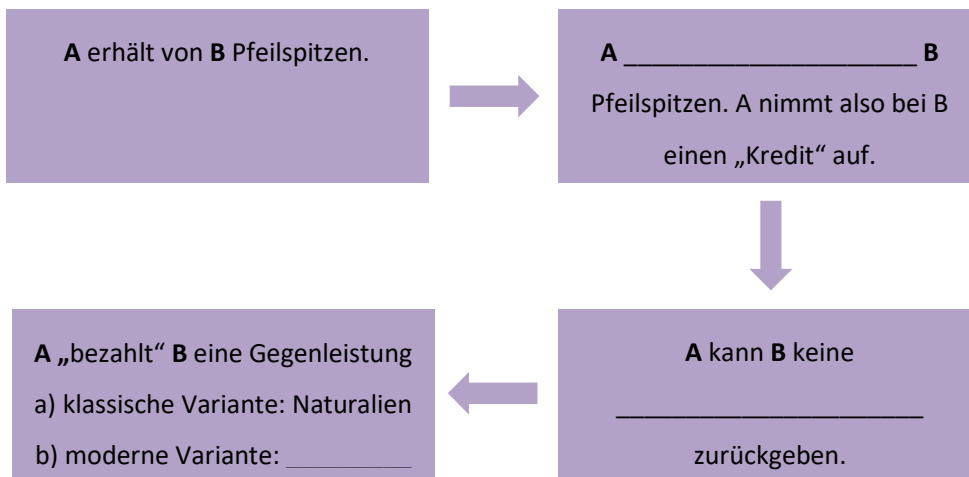 A erhält von B Pfeilspitzen.
A _____________________ B
Pfeilspitzen. A nimmt also bei B
einen „Kredit“ auf.
A „bezahlt“ B eine Gegenleistung
a) klassische Variante: Naturalien
b) moderne Variante: _________
A kann B keine
______________________
zurückgeben.